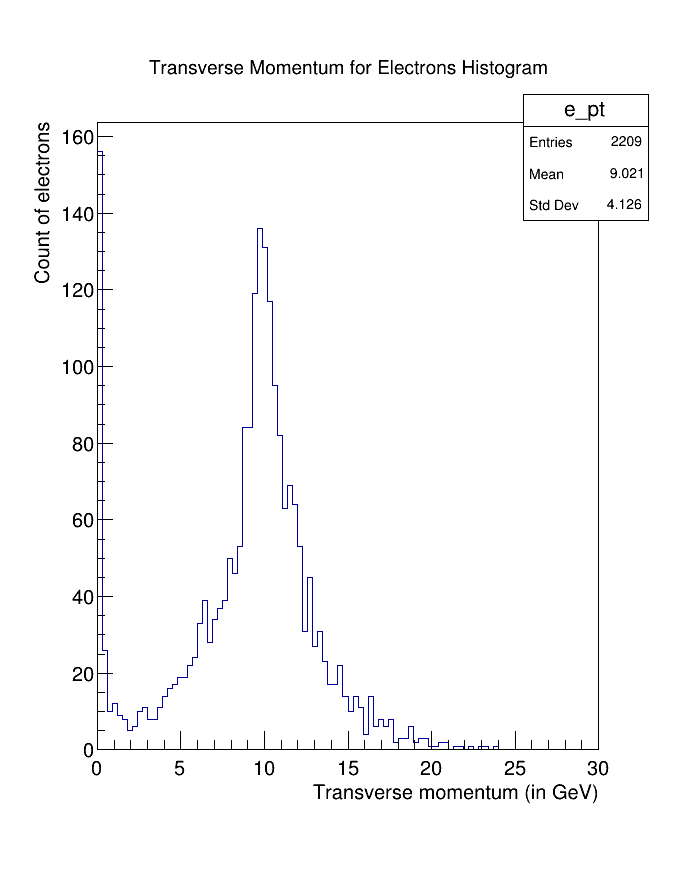 Transverse Momentum for Electrons Histogram
e_pt
Entries 2209
Mean 9.021
Std Dev 4.126
Count of electrons
160
140
120
100
80
60
40
20
0
0 5 10 15 20 25 30
Transverse momentum (in GeV)